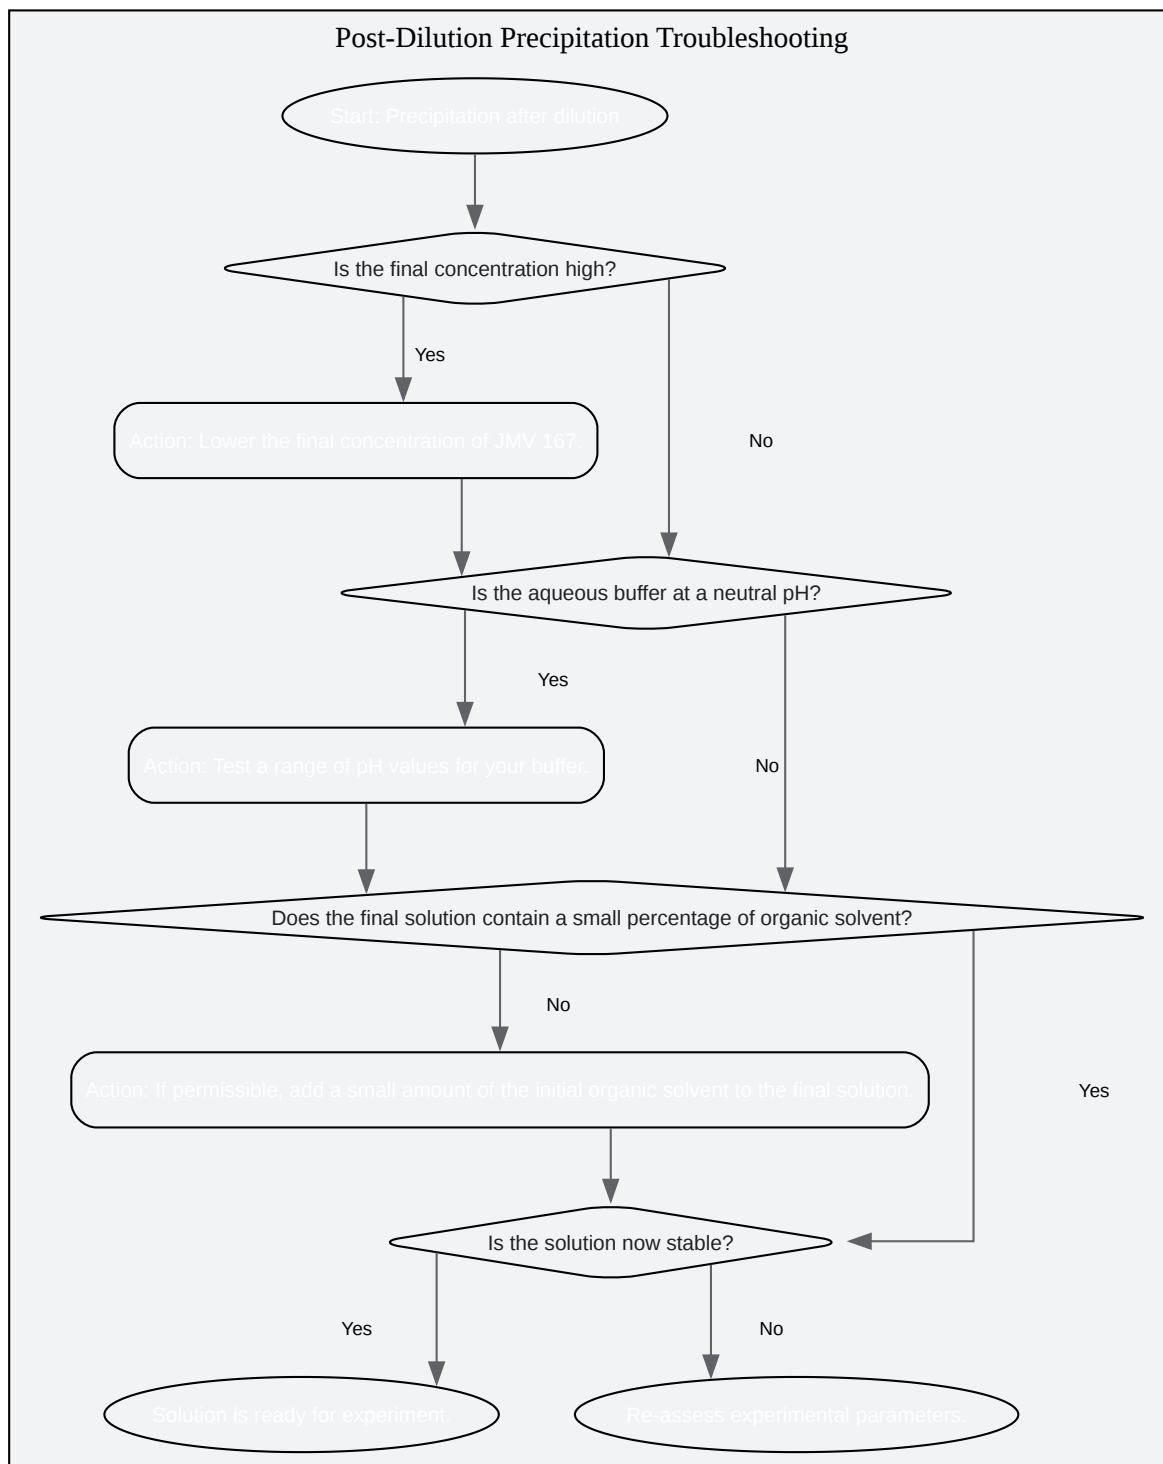 Post-Dilution Precipitation Troubleshooting
Start: Precipitation after dilution
Is the final concentration high?
Yes
Action: Lower the final concentration of JMV 167.
No
Is the aqueous buffer at a neutral pH?
Yes
Action: Test a range of pH values for your buffer.
No
Does the final solution contain a small percentage of organic solvent?
No
Action: If permissible, add a small amount of the initial organic solvent to the final solution.
Yes
Is the solution now stable?
Yes
No
Solution is ready for experiment.
Re-assess experimental parameters.